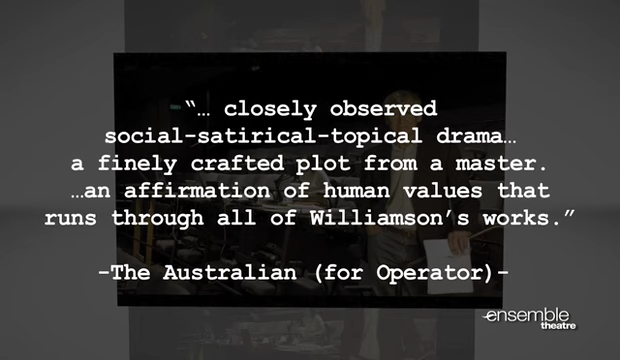 “… closely observed
social-satirical-topical drama…
a finely crafted plot from a master.
…an affirmation of human values that
runs through all of Williamson’s works.”
-The Australian (for Operator)-
ensemble
theatre